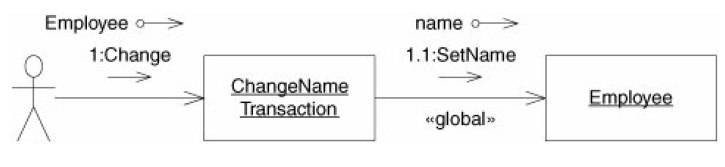 Employee
1:Change
ChangeName
Transaction
name
1.1:SetName
«global»
Employee